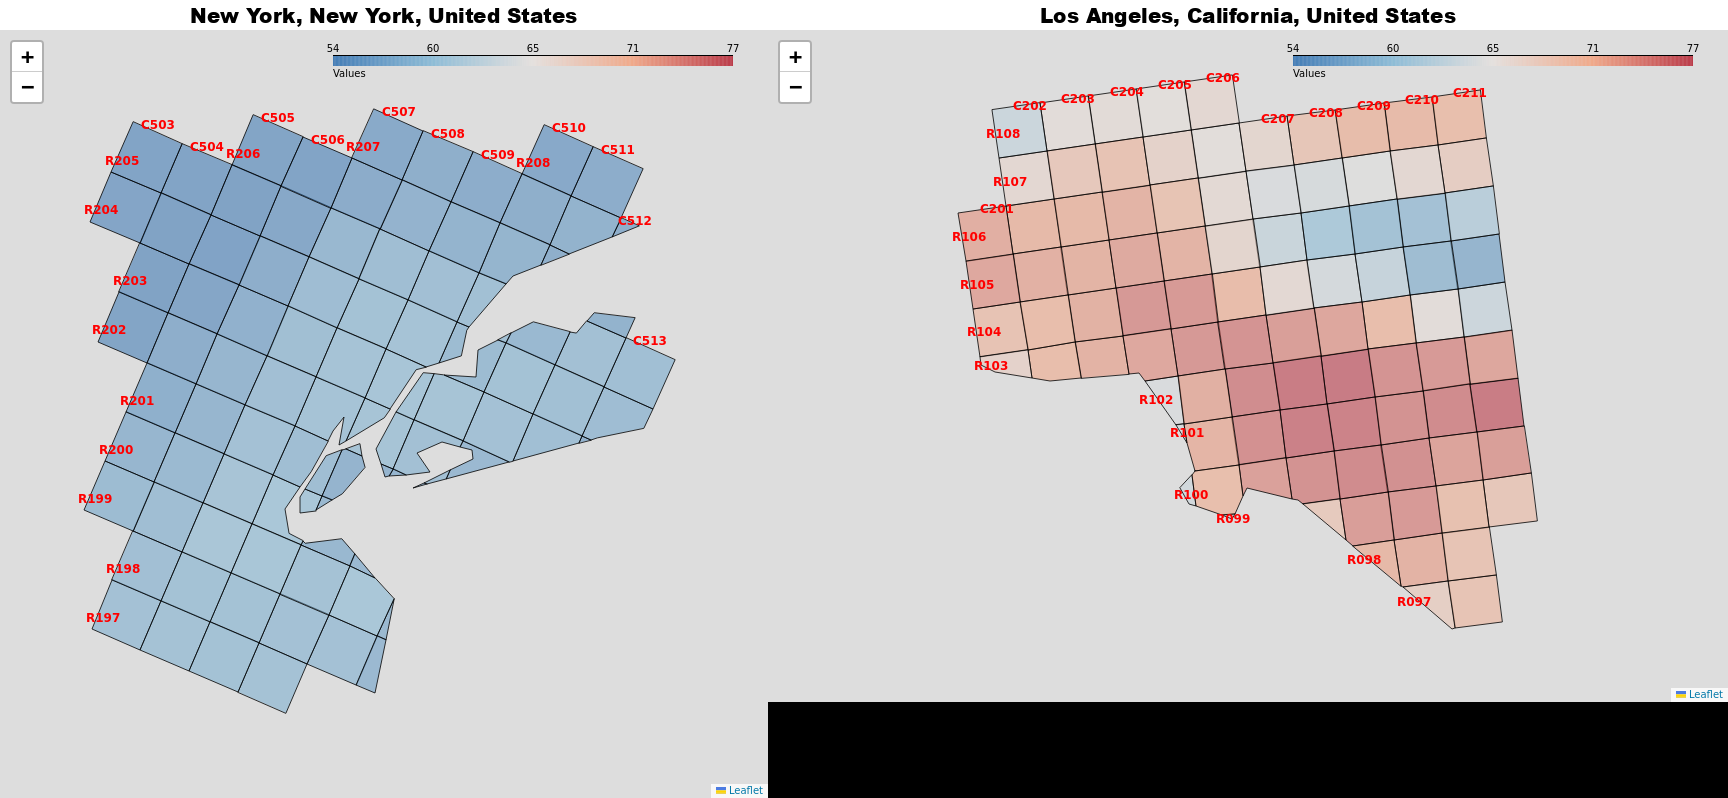 New York, New York, United States
+
−
54 60 65 71 77
Values
C507
C505
C503
C510
C506
C508
C504
R207
C511
R206
C509
R205
R208
R204
C512
R203
R202
C513
R201
R200
R199
R198
R197
Leaflet
Los Angeles, California, United States
+
−
54 60 65 71 77
Values
C206
C205
C204
C203
C202
C211
C210
C209
C208
C207
R108
R107
C201
R106
R105
R104
R103
R102
R101
R100
R099
R098
R097
Leaflet